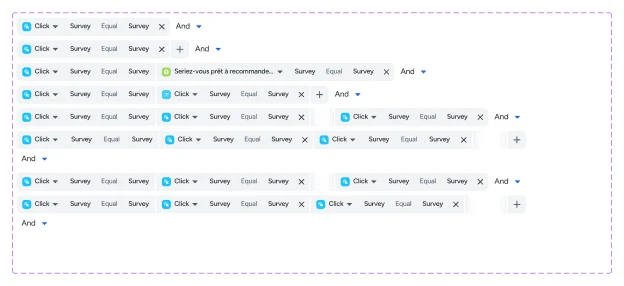 Click Survey Equal Survey And
Click Survey Equal Survey And
Seriez-vous prêt à recommande... Survey Equal Survey And
Click Survey Equal Survey Click Survey Equal Survey And
Click Survey Equal Survey Click Survey Equal Survey Click Survey Equal Survey And
Click Survey Equal Survey Click Survey Equal Survey Click Survey Equal Survey
And
Click Survey Equal Survey Click Survey Equal Survey Click Survey Equal Survey And
Click Survey Equal Survey Click Survey Equal Survey Click Survey Equal Survey
And